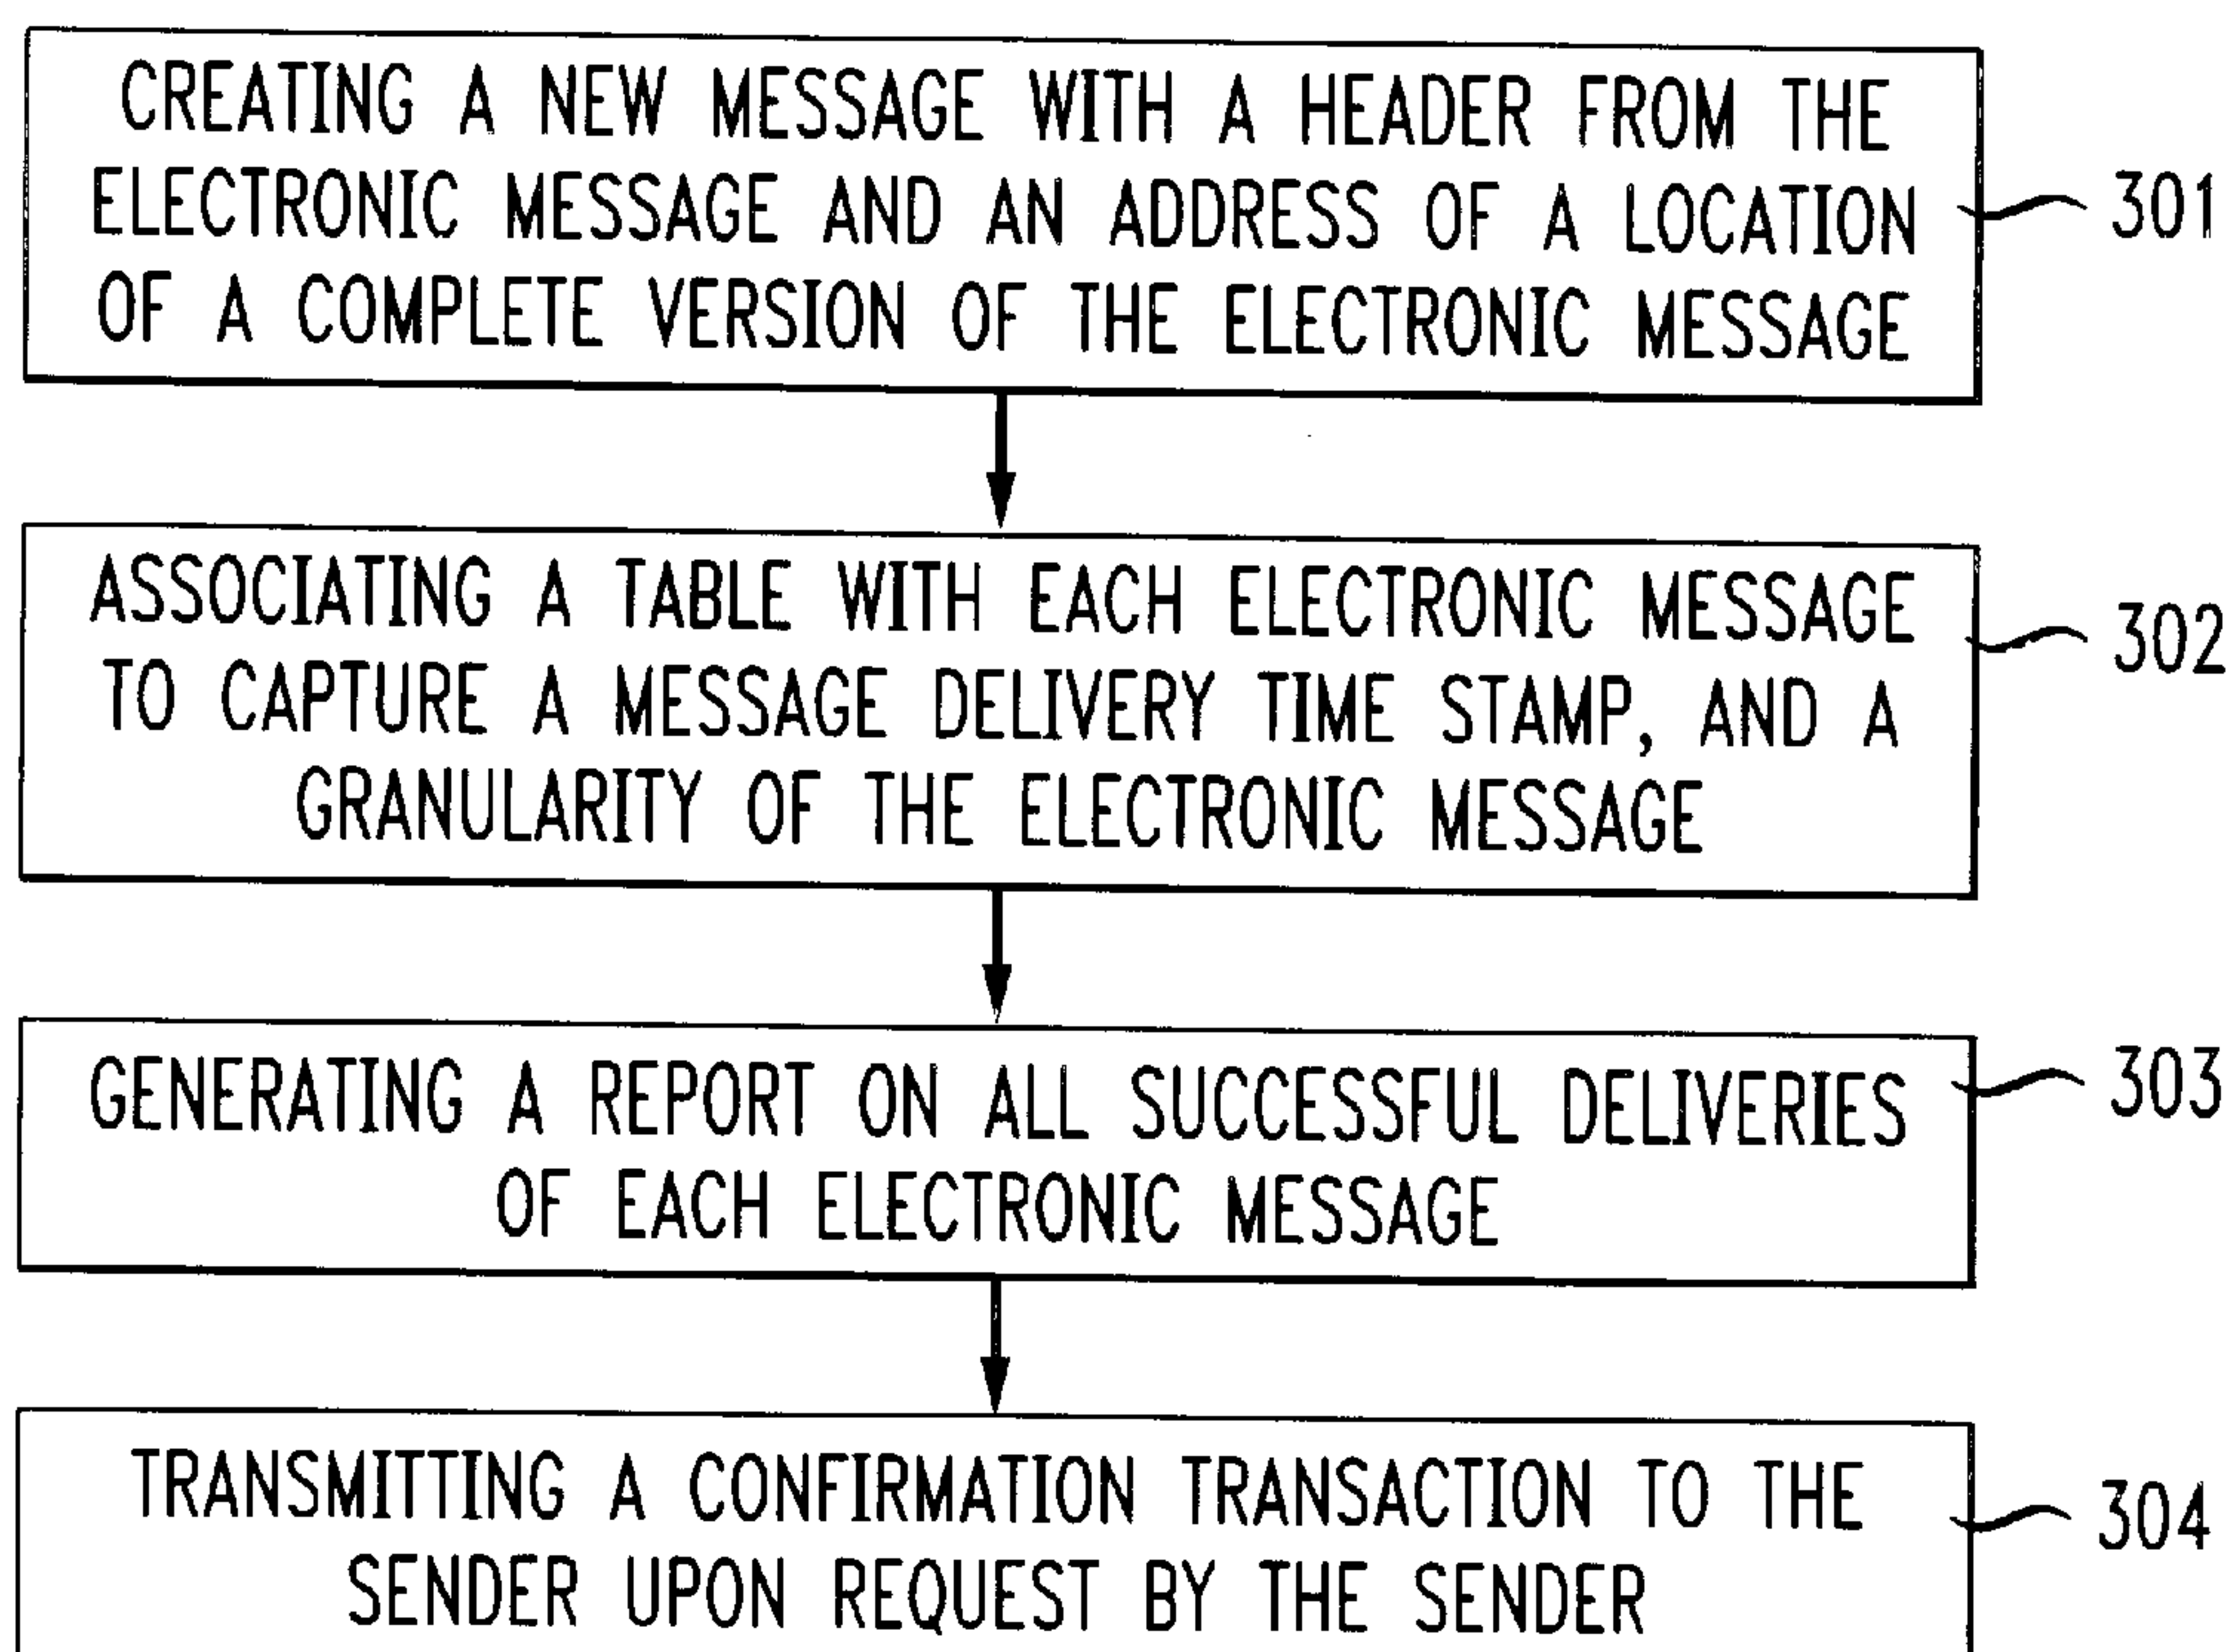 CREATING A NEW MESSAGE WITH A HEADER FROM THE
ELECTRONIC MESSAGE AND AN ADDRESS OF A LOCATION
OF A COMPLETE VERSION OF THE ELECTRONIC MESSAGE
301
ASSOCIATING A TABLE WITH EACH ELECTRONIC MESSAGE
TO CAPTURE A MESSAGE DELIVERY TIME STAMP, AND A
GRANULARITY OF THE ELECTRONIC MESSAGE
302
GENERATING A REPORT ON ALL SUCCESSFUL DELIVERIES
OF EACH ELECTRONIC MESSAGE
303
TRANSMITTING A CONFIRMATION TRANSACTION TO THE
SENDER UPON REQUEST BY THE SENDER
304